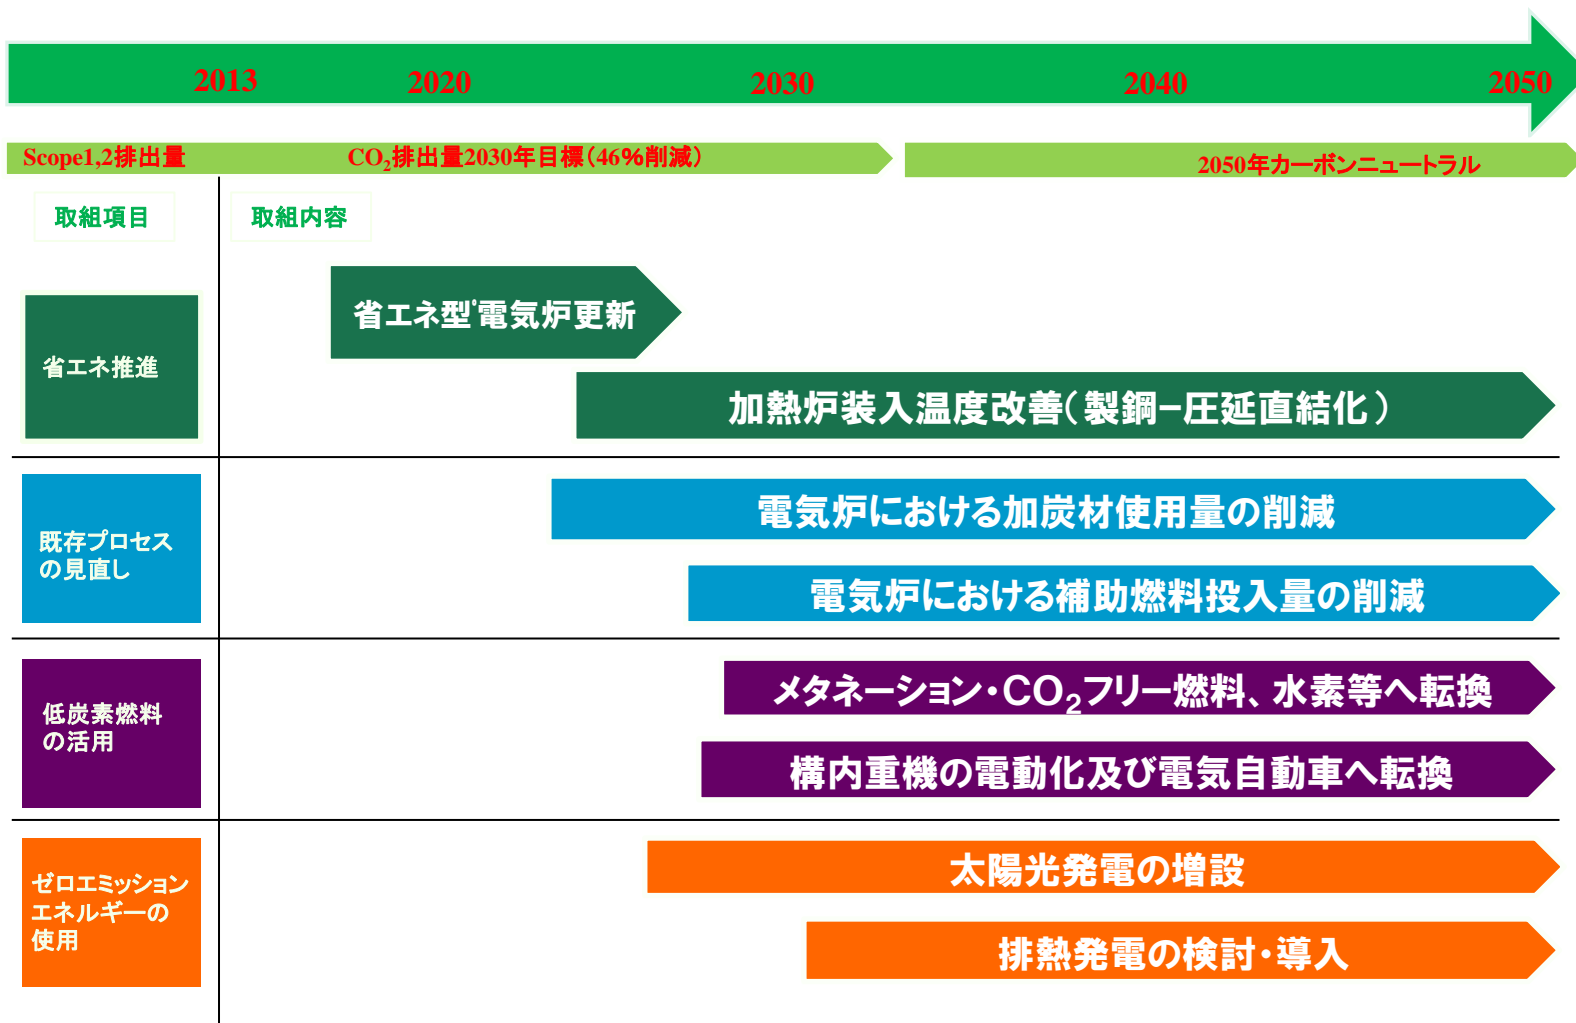 2013 2020 2030 2040 2050
Scope1,2排出量 CO₂排出量2030年目標（46％削減） 2050年カーボンニュートラル
取組項目 取組内容
省エネ推進
省エネ型゜電気炉更新
加熱炉装入温度改善（製鋼−圧延直結化）
既存プロセス
の見直し
電気炉における加炭材使用量の削減
電気炉における補助燃料投入量の削減
低炭素燃料
の活用
メタネーション・CO₂フリー燃料、水素等へ転換
構内重機の電動化及び電気自動車へ転換
ゼロエミッション
エネルギーの
使用
太陽光発電の増設
排熱発電の検討・導入